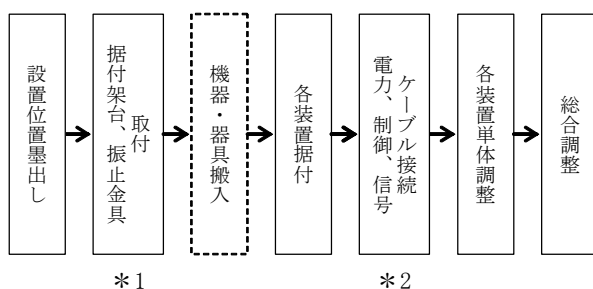 設置位置墨出し
据付架台、振止金具
取付
機器・器具搬入
各装置据付
電力、制御、信号
ケーブル接続
各装置単体調整
総合調整
*1
*2